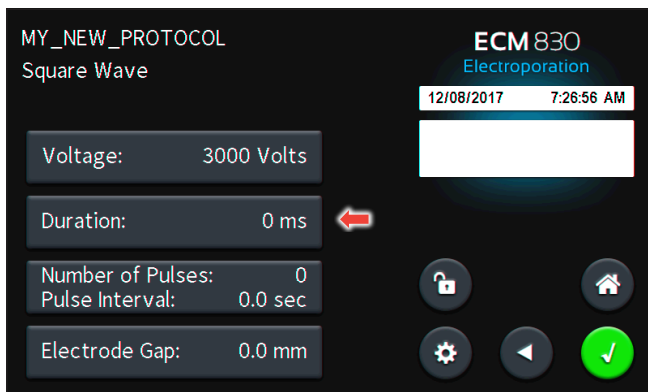 MY_NEW_PROTOCOL
Square Wave
ECM 830
Electroporation
12/08/2017 7:26:56 AM
Voltage: 3000 Volts
Duration: 0 ms
Number of Pulses: 0
Pulse Interval: 0.0 sec
Electrode Gap: 0.0 mm